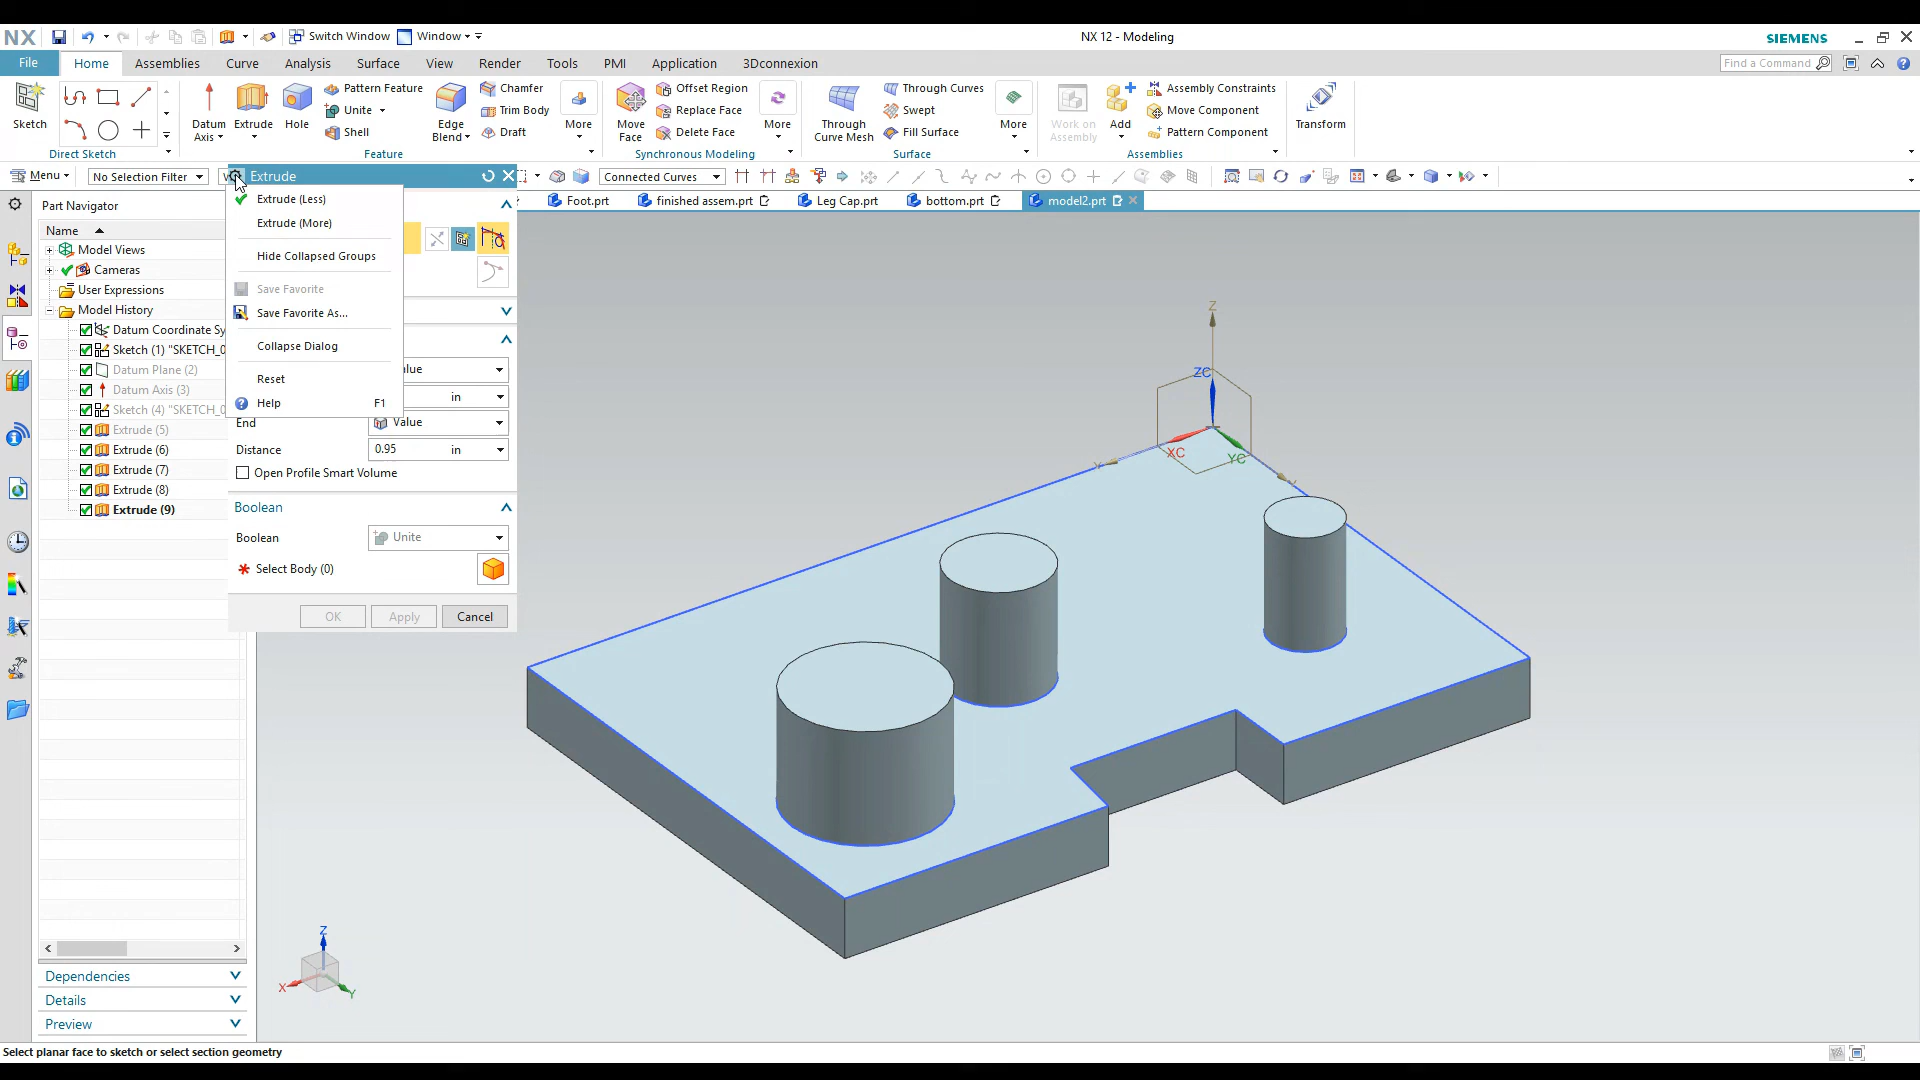 NX Switch Window Window NX 12 - Modeling SIEMENS
File Home Assemblies Curve Analysis Surface View Render Tools PMI Application 3Dconnexion Find a Command
Sketch Datum Axis Extrude Hole Pattern Feature Unite Shell Edge Blend Chamfer Trim Body Draft More Move Face Offset Region Replace Face Delete Face More Through Curve Mesh Through Curves Swept Fill Surface More Work on Assembly Add Assembly Constraints Move Component Pattern Component Transform
Direct Sketch Feature Synchronous Modeling Surface Assemblies
Menu No Selection Filter Extrude Connected Curves
Foot.prt finished assem.prt Leg Cap.prt bottom.prt model2.prt
Part Navigator
Name
Model Views
Cameras
User Expressions
Model History
Datum Coordinate Sy
Sketch (1) "SKETCH_0
Datum Plane (2)
Datum Axis (3)
Sketch (4) "SKETCH_0
Extrude (5)
Extrude (6)
Extrude (7)
Extrude (8)
Extrude (9)
Dependencies
Details
Preview
Extrude (Less)
Extrude (More)
Hide Collapsed Groups
Save Favorite
Save Favorite As...
Collapse Dialog
Reset
Help F1
lue
in
End Value
Distance 0.95 in
Open Profile Smart Volume
Boolean
Boolean Unite
Select Body (0)
OK Apply Cancel
Z
ZC
XC
YC
Z
X
Y
Select planar face to sketch or select section geometry